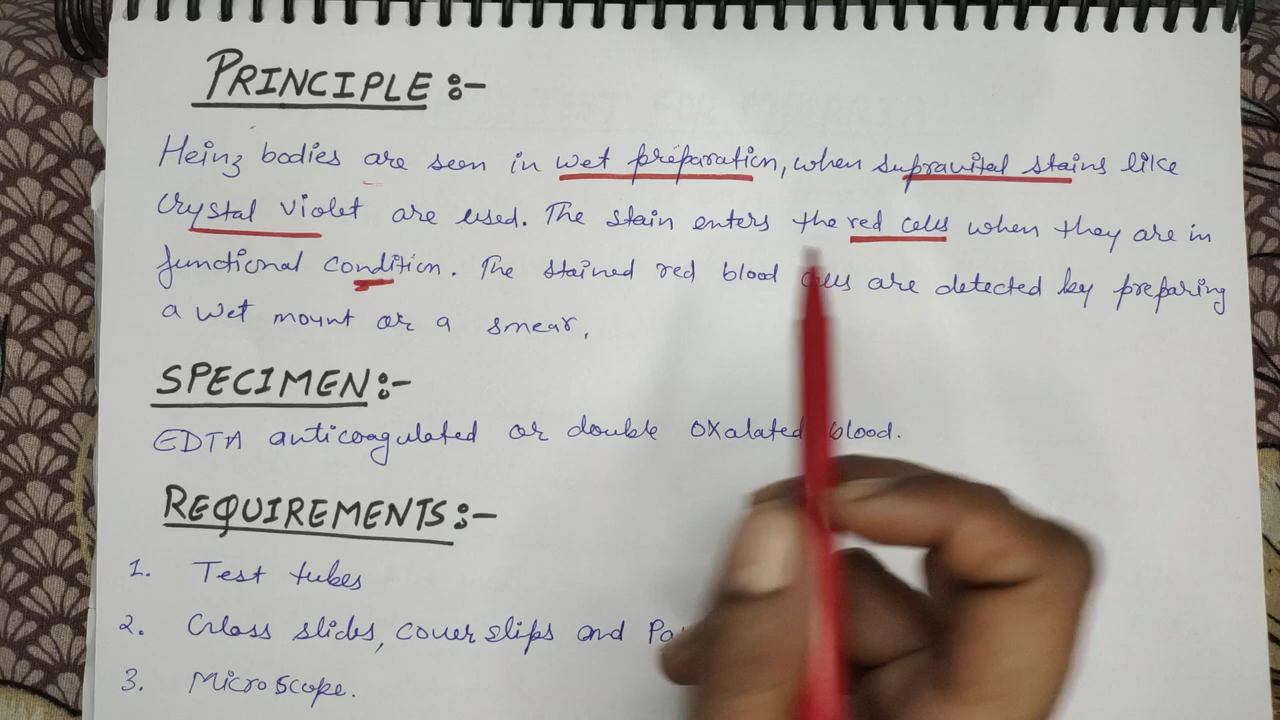 PRINCIPLE :-
Heinz bodies are seen in wet preparation, when supravital stains like
crystal violet are used. The stain enters the red cells when they are in
functional condition. The stained red blood cells are detected by preparing
a wet mount or a smear.
SPECIMEN :-
EDTA anticoagulated or double oxalated blood.
REQUIREMENTS :-
1. Test tubes
2. Glass slides, cover slips and
3. Microscope.